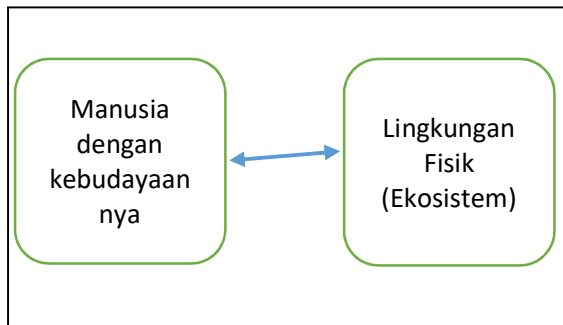 Manusia
dengan
kebudayaan
nya
Lingkungan
Fisik
(Ekosistem)